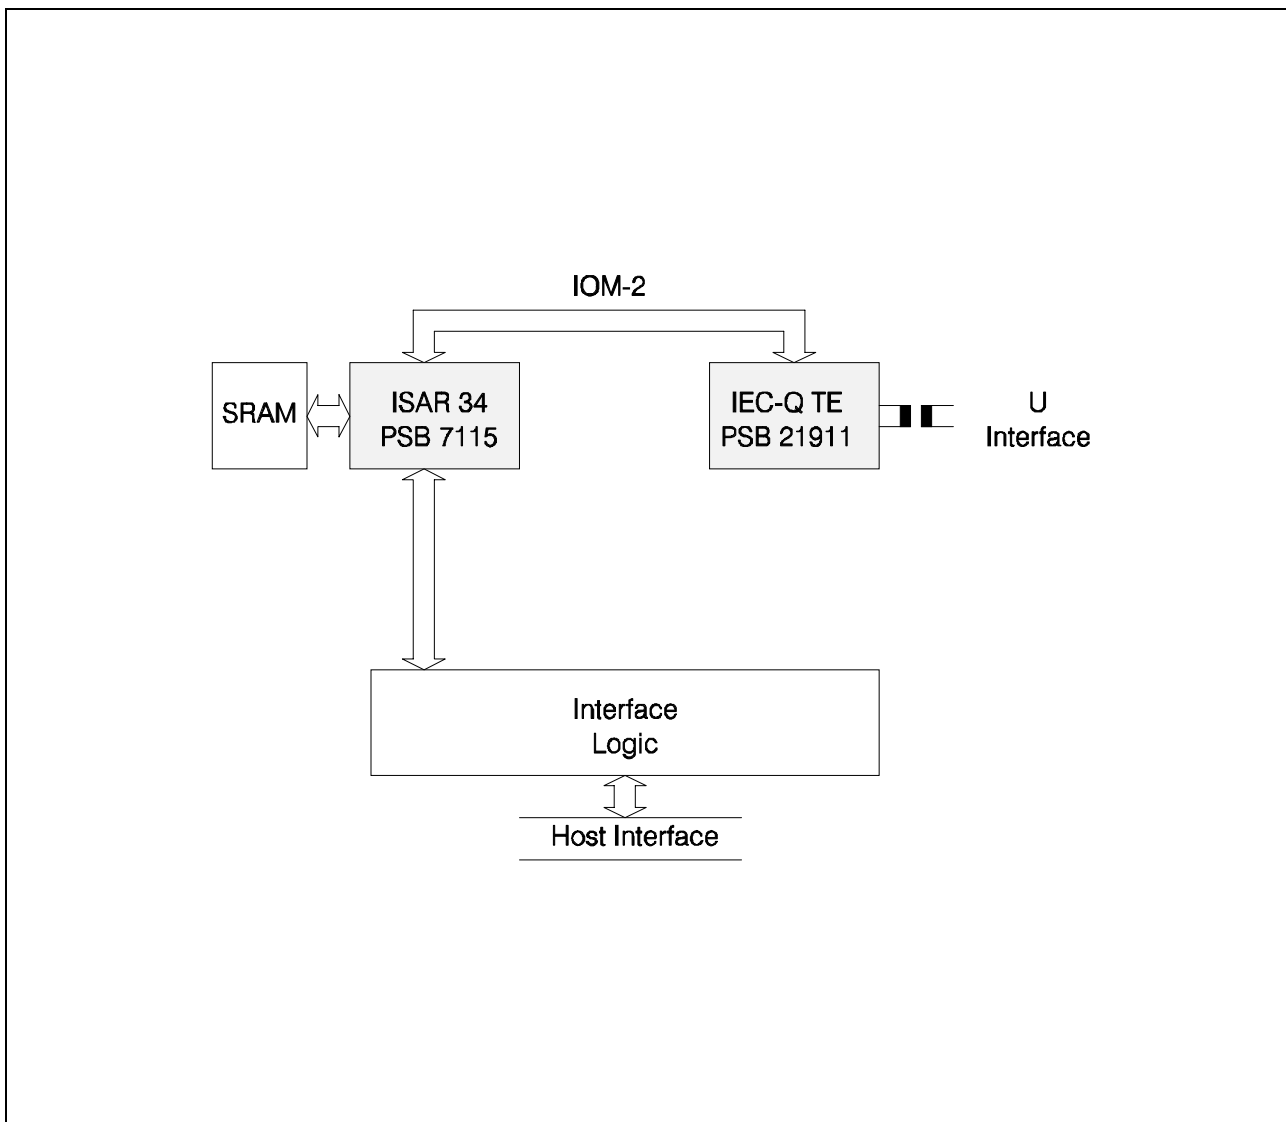 IOM-2
SRAM
ISAR 34
PSB 7115
IEC-Q TE
PSB 21911
U
Interface
Interface
Logic
Host Interface